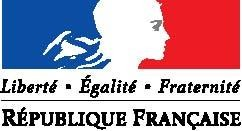 Liberté • Égalité • Fraternité
RÉPUBLIQUE FRANÇAISE